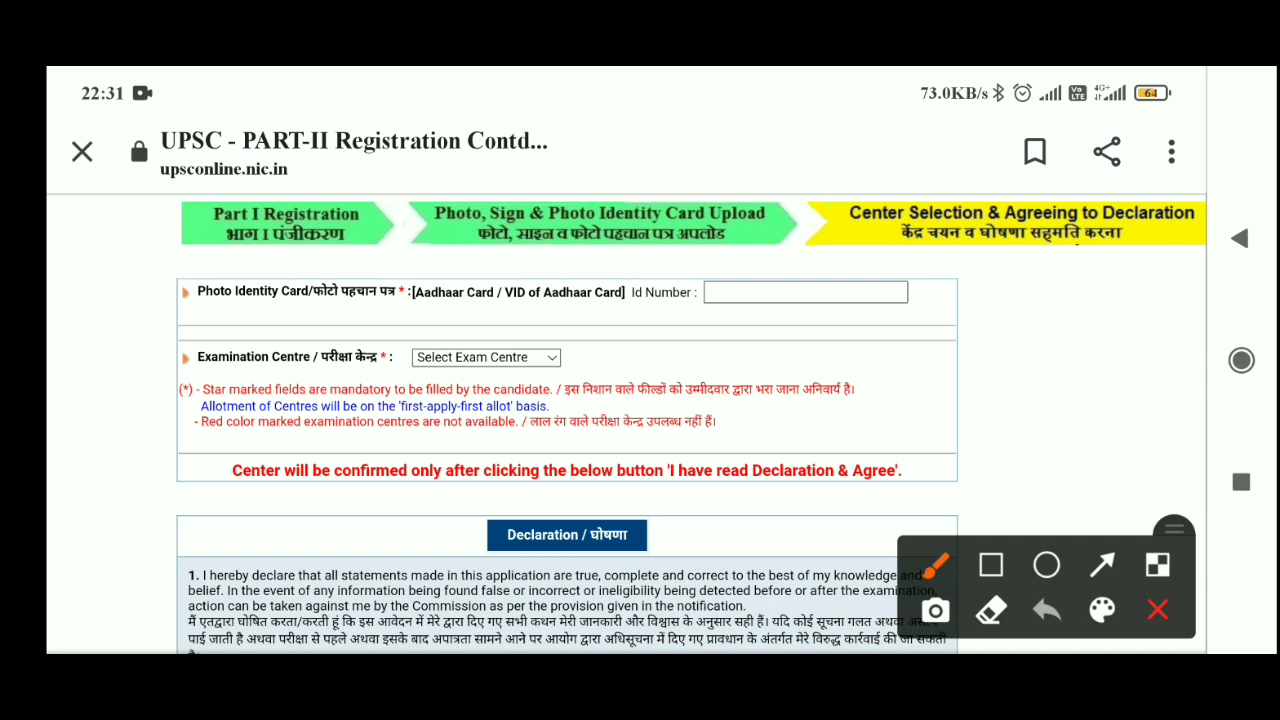 22:31
73.0KB/s Vo LTE 4G+ 64
UPSC - PART-II Registration Contd...
upsconline.nic.in
Part I Registration
भाग I पंजीकरण
Photo, Sign & Photo Identity Card Upload
फोटो, साइन व फोटो पहचान पत्र अपलोड
Center Selection & Agreeing to Declaration
केंद्र चयन व घोषणा सहमति करना
Photo Identity Card/फोटो पहचान पत्र * :[Aadhaar Card / VID of Aadhaar Card] Id Number :
Examination Centre / परीक्षा केन्द्र * : Select Exam Centre
(*) - Star marked fields are mandatory to be filled by the candidate. / इस निशान वाले फील्डों को उम्मीदवार द्वारा भरा जाना अनिवार्य है।
Allotment of Centres will be on the 'first-apply-first allot' basis.
- Red color marked examination centres are not available. / लाल रंग वाले परीक्षा केन्द्र उपलब्ध नहीं हैं।
Center will be confirmed only after clicking the below button 'I have read Declaration & Agree'.
Declaration / घोषणा
1. I hereby declare that all statements made in this application are true, complete and correct to the best of my knowledge and
belief. In the event of any information being found false or incorrect or ineligibility being detected before or after the examination,
action can be taken against me by the Commission as per the provision given in the notification.
मैं एतद्वारा घोषित करता/करती हूं कि इस आवेदन में मेरे द्वारा दिए गए सभी कथन मेरी जानकारी और विश्वास के अनुसार सही हैं। यदि कोई सूचना गलत अथवा
पाई जाती है अथवा परीक्षा से पहले अथवा इसके बाद अपात्रता सामने आने पर आयोग द्वारा अधिसूचना में दिए गए प्रावधान के अंतर्गत मेरे विरुद्ध कार्रवाई की जा सकती